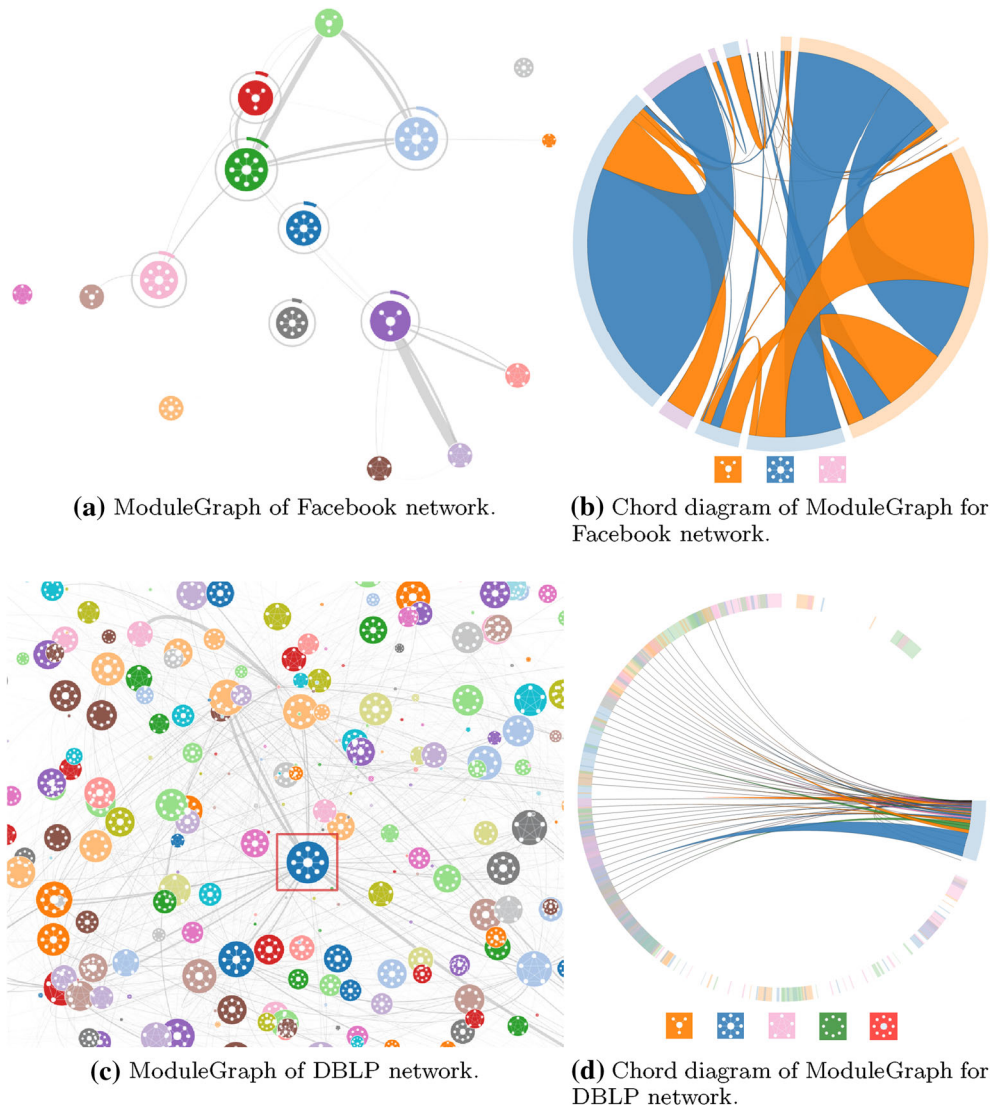 (a) ModuleGraph of Facebook network.
(b) Chord diagram of ModuleGraph for
Facebook network.
(c) ModuleGraph of DBLP network.
(d) Chord diagram of ModuleGraph for
DBLP network.